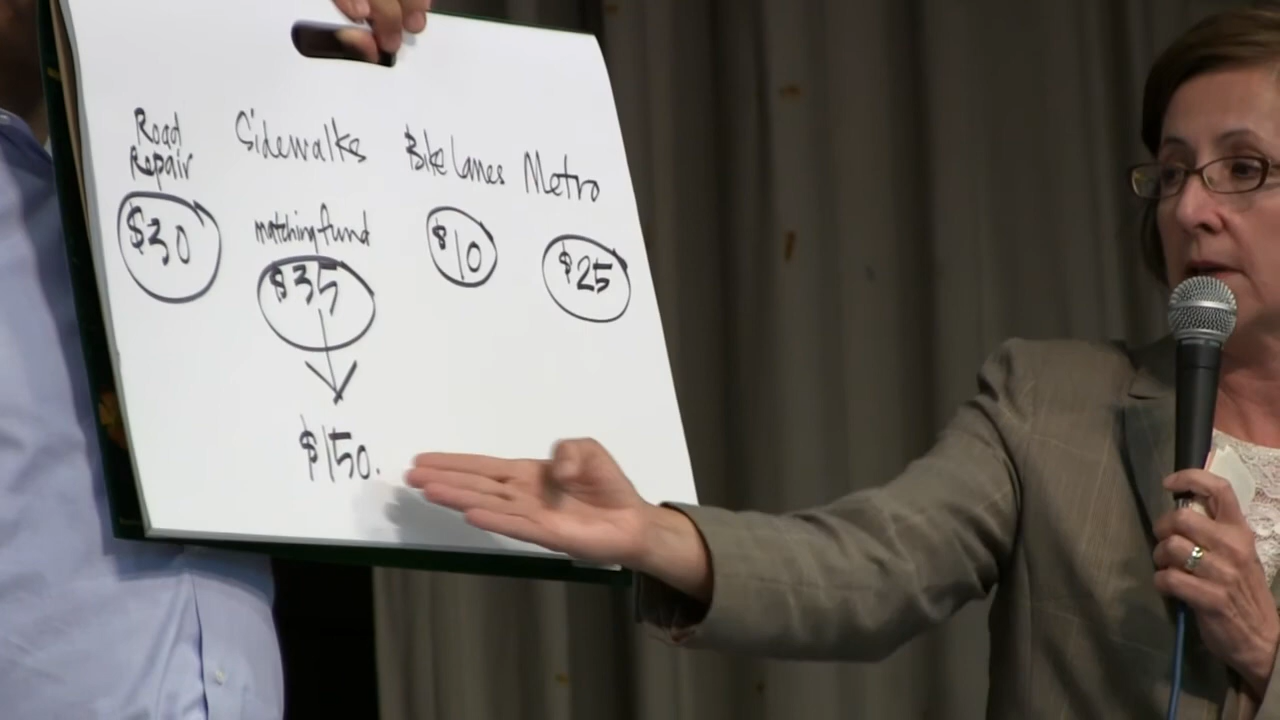 Road
Repair
$30
Sidewalks
matching fund
$35
$150.
Bike Lanes
$10
Metro
$25